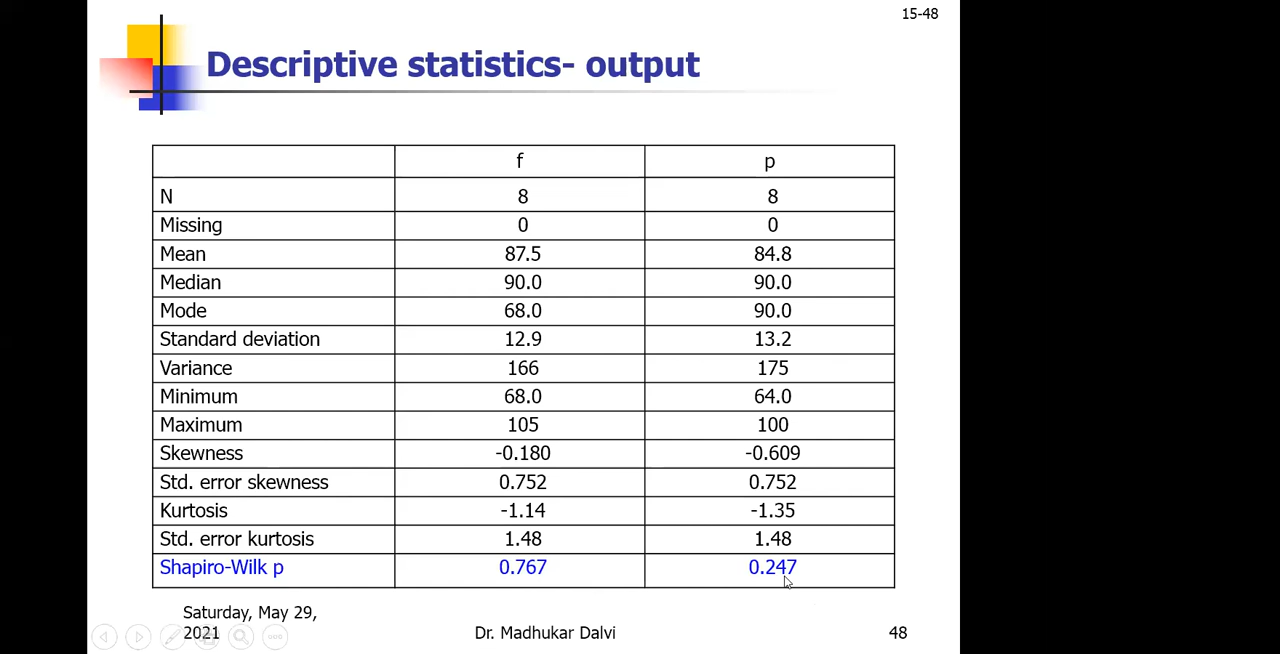 15-48
Descriptive statistics- output
f p
N 8 8
Missing 0 0
Mean 87.5 84.8
Median 90.0 90.0
Mode 68.0 90.0
Standard deviation 12.9 13.2
Variance 166 175
Minimum 68.0 64.0
Maximum 105 100
Skewness -0.180 -0.609
Std. error skewness 0.752 0.752
Kurtosis -1.14 -1.35
Std. error kurtosis 1.48 1.48
Shapiro-Wilk p 0.767 0.247
Saturday, May 29,
2021 Dr. Madhukar Dalvi 48